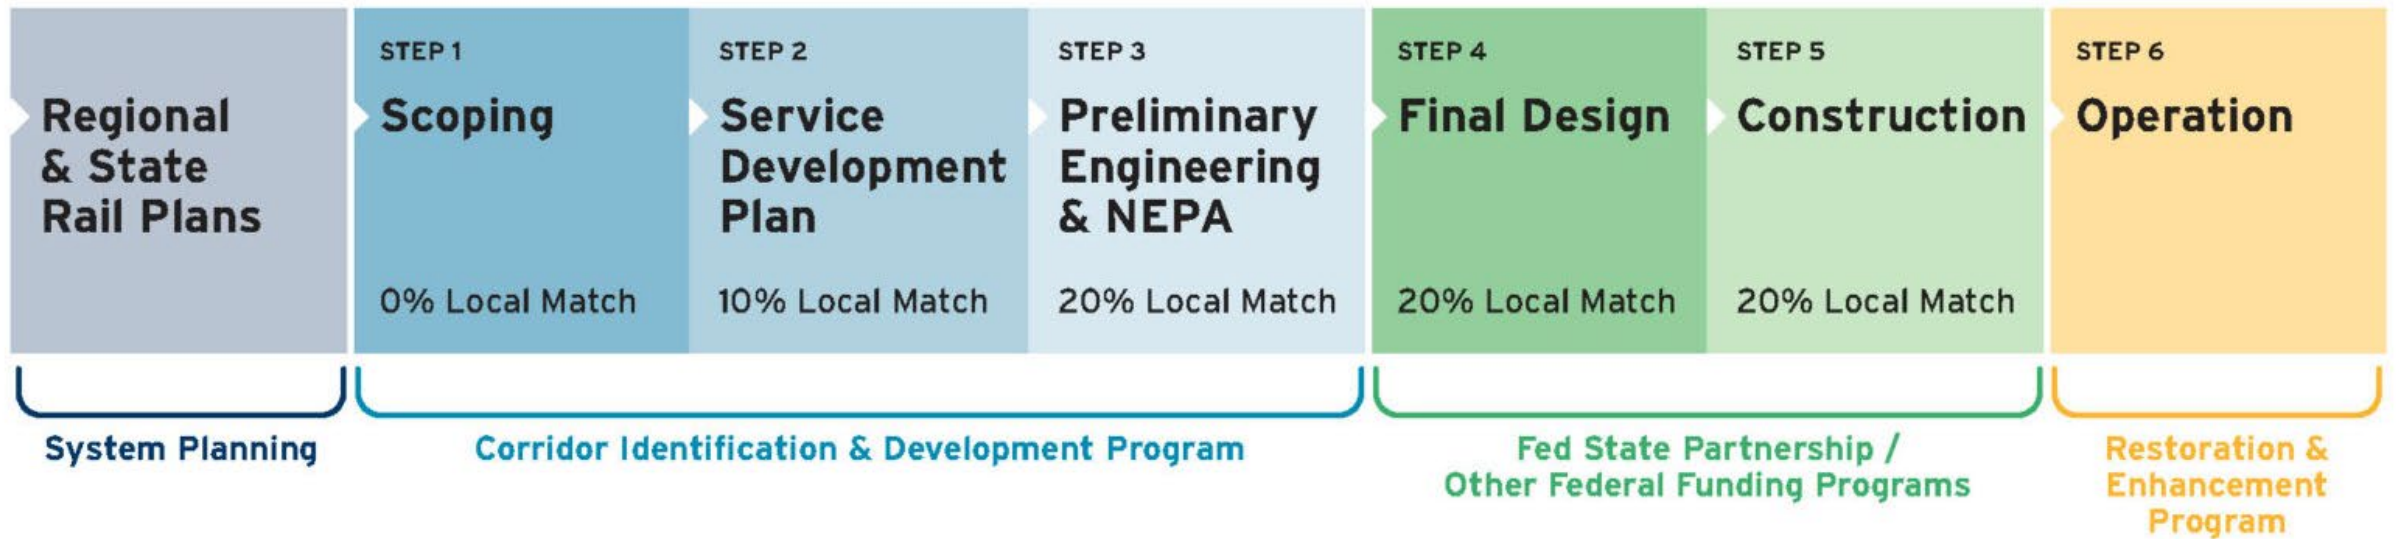 Regional
& State
Rail Plans
STEP 1
Scoping
0% Local Match
STEP 2
Service
Development
Plan
10% Local Match
STEP 3
Preliminary
Engineering
& NEPA
20% Local Match
STEP 4
Final Design
20% Local Match
STEP 5
Construction
20% Local Match
STEP 6
Operation
System Planning
Corridor Identification & Development Program
Fed State Partnership /
Other Federal Funding Programs
Restoration &
Enhancement
Program